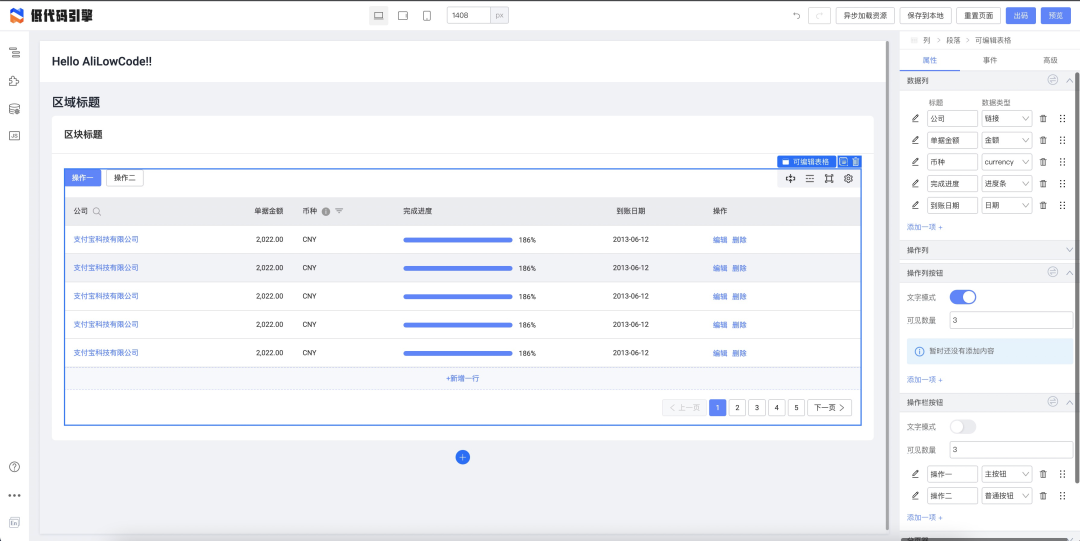 低代码引擎
1408 px
异步加载资源 保存到本地 重置页面 出码 预览
列 > 段落 > 可编辑表格
属性 事件 高级
Hello AliLowCode!!
区域标题
区块标题
可编辑表格
操作一 操作二
公司 单据金额 币种 完成进度 到账日期 操作
支付宝科技有限公司 2,022.00 CNY 186% 2013-06-12 编辑 删除
支付宝科技有限公司 2,022.00 CNY 186% 2013-06-12 编辑 删除
支付宝科技有限公司 2,022.00 CNY 186% 2013-06-12 编辑 删除
支付宝科技有限公司 2,022.00 CNY 186% 2013-06-12 编辑 删除
支付宝科技有限公司 2,022.00 CNY 186% 2013-06-12 编辑 删除
+新增一行
< 上一页 1 2 3 4 5 下一页 >
JS
En
数据列
标题 数据类型
公司 链接
单据金额 金额
币种 currency
完成进度 进度条
到账日期 日期
添加一项 +
操作列
操作列按钮
文字模式
可见数量 3
暂时还没有添加内容
添加一项 +
操作栏按钮
文字模式
可见数量 3
操作一 主按钮
操作二 普通按钮
添加一项 +